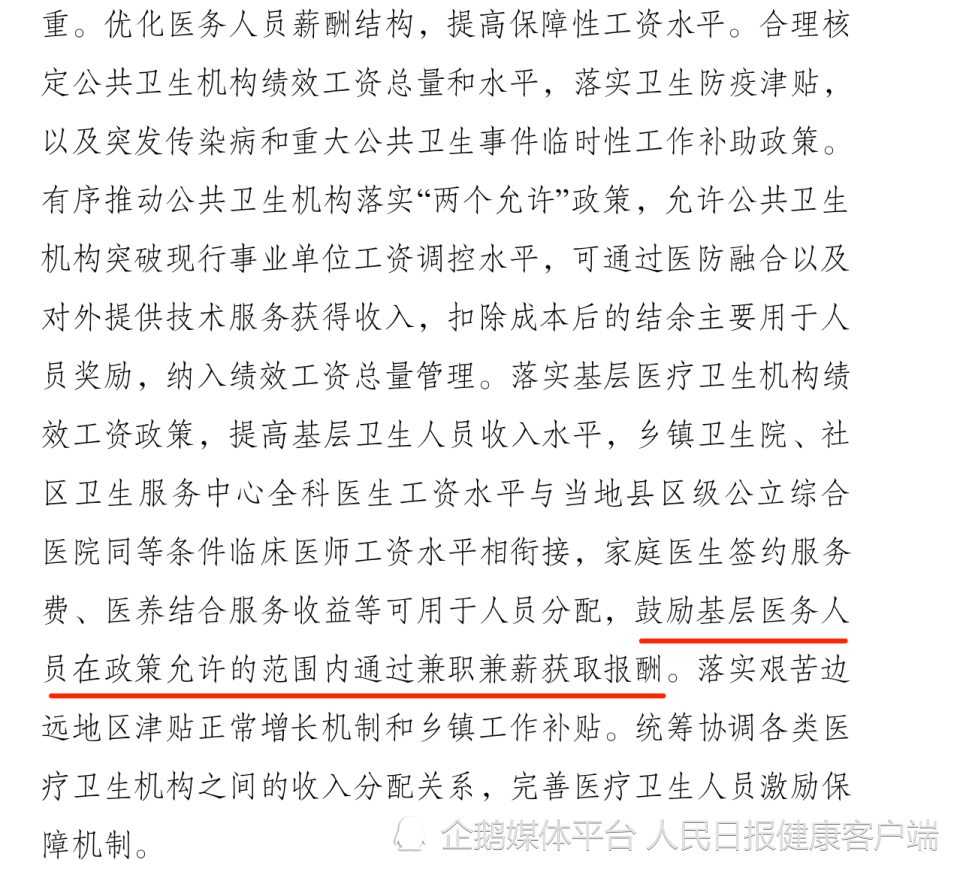 重。优化医务人员薪酬结构，提高保障性工资水平。合理核
定公共卫生机构绩效工资总量和水平，落实卫生防疫津贴，
以及突发传染病和重大公共卫生事件临时性工作补助政策。
有序推动公共卫生机构落实“两个允许”政策，允许公共卫生
机构突破现行事业单位工资调控水平，可通过医防融合以及
对外提供技术服务获得收入，扣除成本后的结余主要用于人
员奖励，纳入绩效工资总量管理。落实基层医疗卫生机构绩
效工资政策，提高基层卫生人员收入水平，乡镇卫生院、社
区卫生服务中心全科医生工资水平与当地县区级公立综合
医院同等条件临床医师工资水平相衔接，家庭医生签约服务
费、医养结合服务收益等可用于人员分配，鼓励基层医务人
员在政策允许的范围内通过兼职兼薪获取报酬。落实艰苦边
远地区津贴正常增长机制和乡镇工作补贴。统筹协调各类医
疗卫生机构之间的收入分配关系，完善医疗卫生人员激励保
障机制。
企鹅媒体平台 人民日报健康客户端